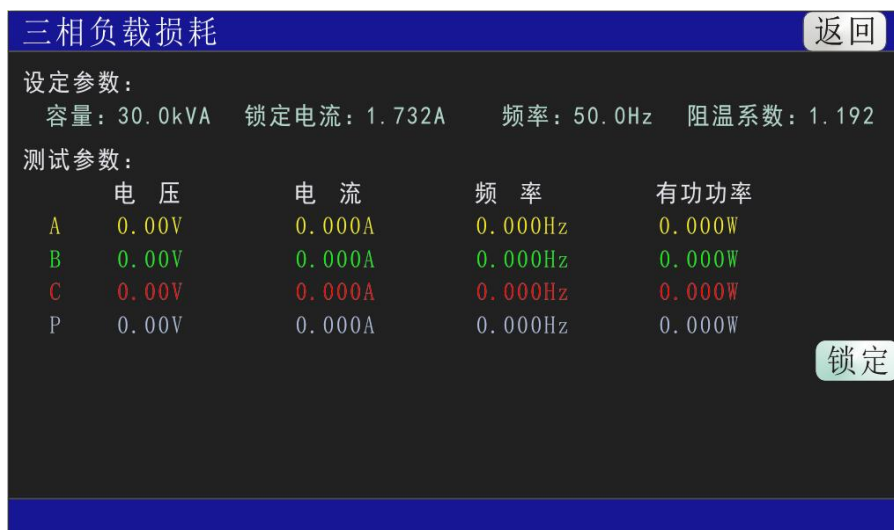 三相负载损耗 返回
设定参数:
容量: 30.0kVA 锁定电流: 1.732A 频率: 50.0Hz 阻温系数: 1.192
测试参数:
电 压 电 流 频 率 有功功率
A 0.00V 0.000A 0.000Hz 0.000W
B 0.00V 0.000A 0.000Hz 0.000W
C 0.00V 0.000A 0.000Hz 0.000W
P 0.00V 0.000A 0.000Hz 0.000W
锁定